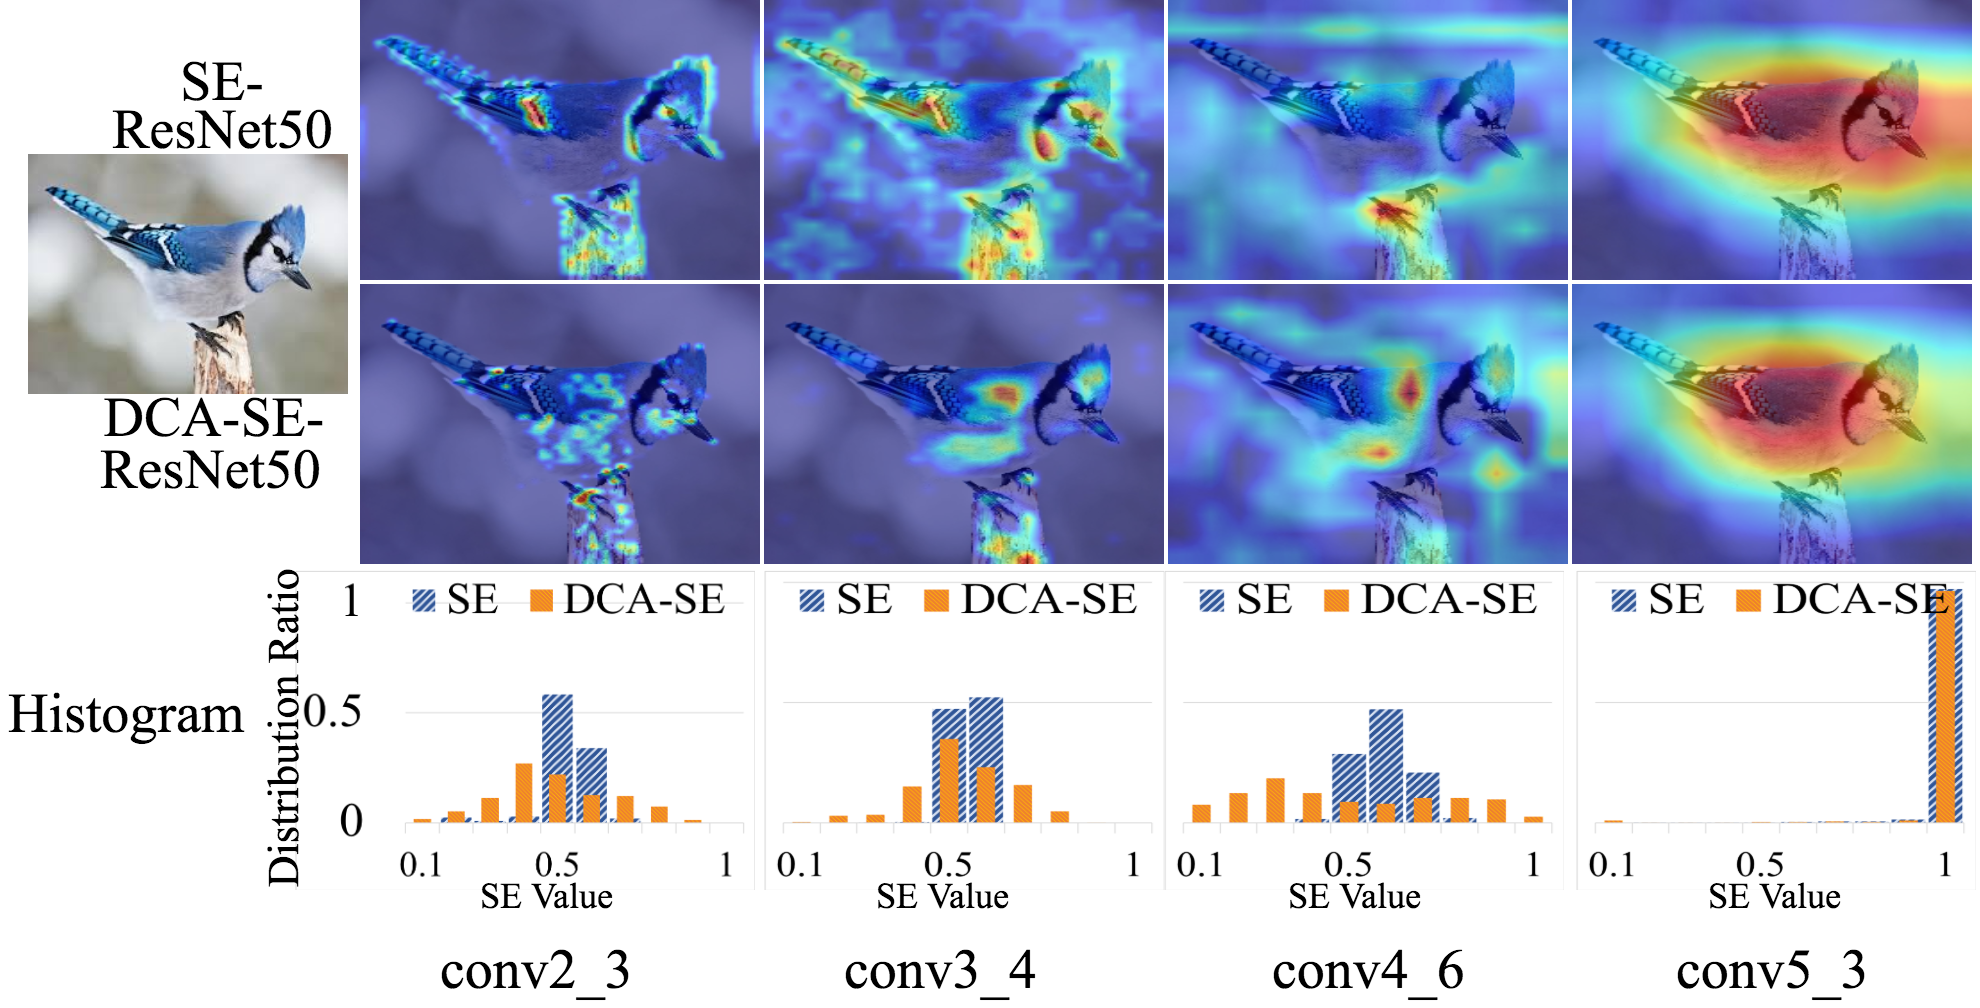 SE-
ResNet50
DCA-SE-
ResNet50
Histogram
Distribution Ratio
1
0.5
0
SE DCA-SE
0.1 0.5 1
SE Value
conv2_3
SE DCA-SE
0.1 0.5 1
SE Value
conv3_4
SE DCA-SE
0.1 0.5 1
SE Value
conv4_6
SE DCA-SE
0.1 0.5 1
SE Value
conv5_3